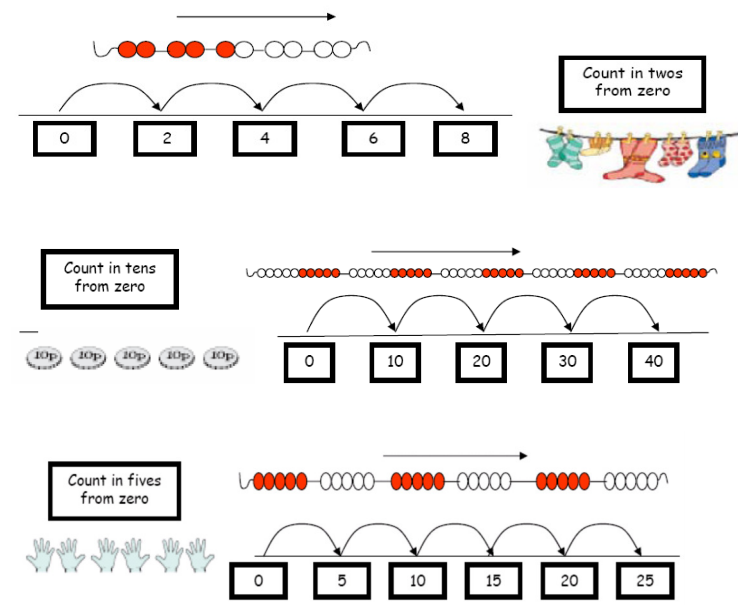 Count in twos
from zero
0 2 4 6 8
Count in tens
from zero
10p 10p 10p 10p 10p
0 10 20 30 40
Count in fives
from zero
0 5 10 15 20 25